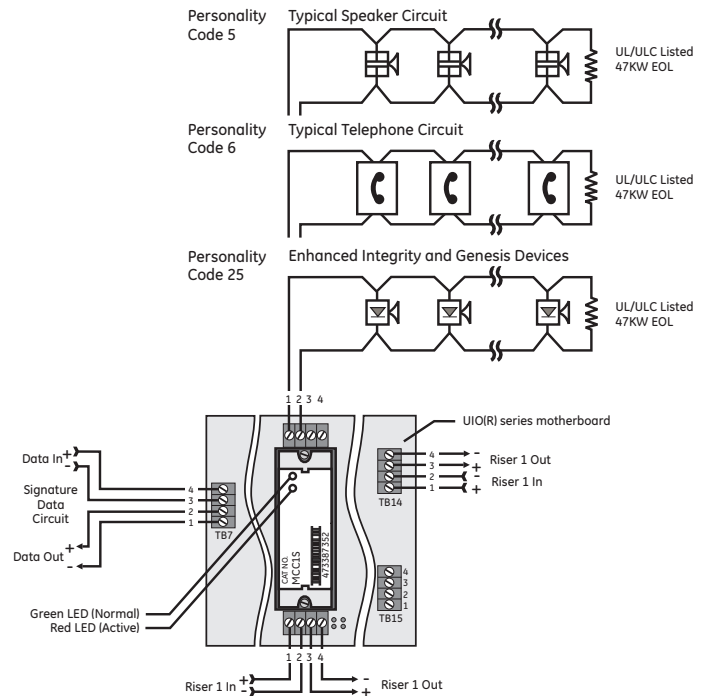 Personality Code 5
Typical Speaker Circuit
UL/ULC Listed
47KW EOL
Personality Code 6
Typical Telephone Circuit
UL/ULC Listed
47KW EOL
Personality Code 25
Enhanced Integrity and Genesis Devices
UL/ULC Listed
47KW EOL
1 2 3 4
UIO(R) series motherboard
Data In + -
Signature
Data
Circuit
Data Out + -
4
3
2
1
TB7
CAT NO.
MCC1S
473387352
4 - Riser 1 Out
3 +
2 - Riser 1 In
1 +
TB14
4
3
2
1
TB15
Green LED (Normal)
Red LED (Active)
1 2 3 4
Riser 1 In + -
- + Riser 1 Out